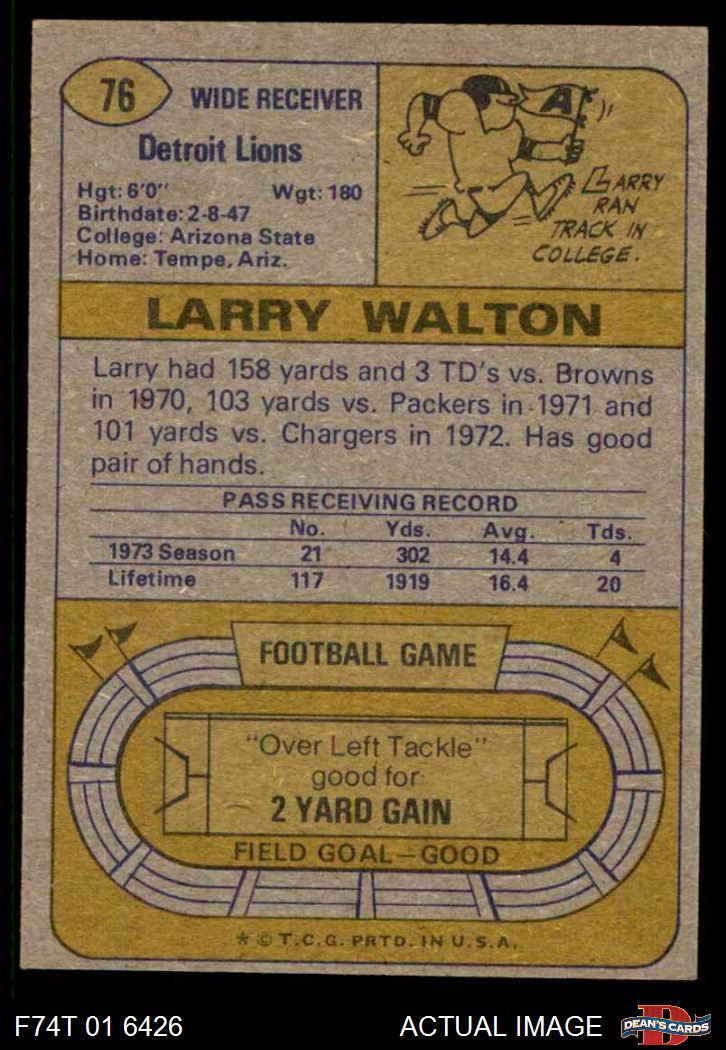 76
WIDE RECEIVER
Detroit Lions
Hgt: 6'0" Wgt: 180
Birthdate: 2-8-47
College: Arizona State
Home: Tempe, Ariz.
A
LARRY
RAN
TRACK IN
COLLEGE.
LARRY WALTON
Larry had 158 yards and 3 TD's vs. Browns
in 1970, 103 yards vs. Packers in 1971 and
101 yards vs. Chargers in 1972. Has good
pair of hands.
PASS RECEIVING RECORD
No. Yds. Avg. Tds.
1973 Season 21 302 14.4 4
Lifetime 117 1919 16.4 20
FOOTBALL GAME
"Over Left Tackle"
good for
2 YARD GAIN
FIELD GOAL—GOOD
* © T.C.G. PRTD. IN U.S.A.
F74T 01 6426 ACTUAL IMAGE
D
DEAN'S CARDS